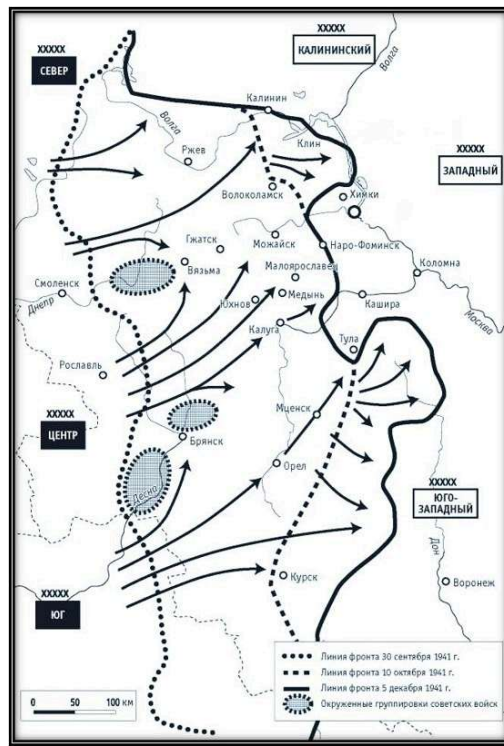 XXXXX
СЕВЕР
XXXXX
КАЛИНИНСКИЙ
Волга
Волга
Калинин
Ржев
Клин
XXXXX
ЗАПАДНЫЙ
Волоколамск
Химки
Гжатск
Можайск
Наро-Фоминск
Вязьма
Малоярославец
Коломна
Смоленск
Днепр
Юхнов
Медынь
Кашира
Москва
Калуга
Тула
Рославль
XXXXX
ЦЕНТР
Мценск
Брянск
Десна
Орел
XXXXX
ЮГО-
ЗАПАДНЫЙ
Дон
XXXXX
ЮГ
Курск
Воронеж
Линия фронта 30 сентября 1941 г.
Линия фронта 10 октября 1941 г.
Линия фронта 5 декабря 1941 г.
Окруженные группировки советских войск
0 50 100 км